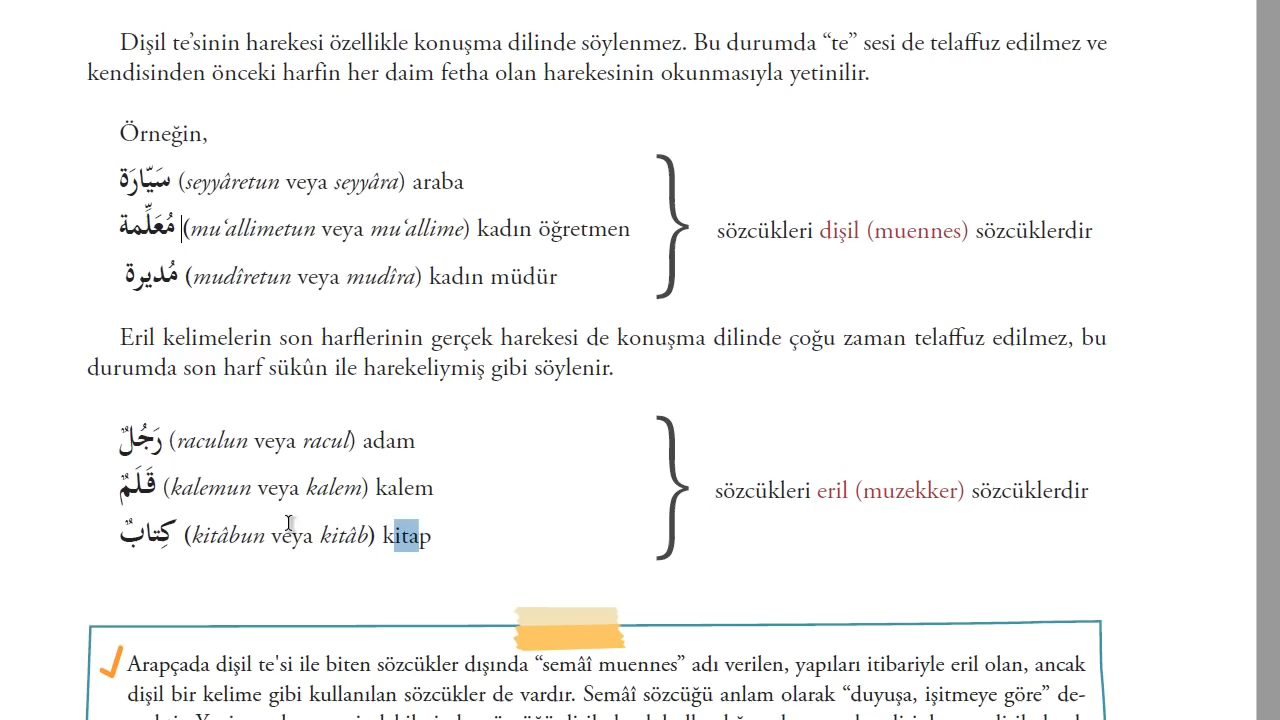 Dişil te’sinin harekesi özellikle konuşma dilinde söylenmez. Bu durumda “te” sesi de telaffuz edilmez ve
kendisinden önceki harfin her daim fetha olan harekesinin okunmasıyla yetinilir.
Örneğin,
سَيّارَة (seyyâretun veya seyyâra) araba
مُعَلِّمة (mu‘allimetun veya mu‘allime) kadın öğretmen
مُديرة (mudîretun veya mudîra) kadın müdür
sözcükleri dişil (muennes) sözcüklerdir
Eril kelimelerin son harflerinin gerçek harekesi de konuşma dilinde çoğu zaman telaffuz edilmez, bu
durumda son harf sükûn ile harekeliymiş gibi söylenir.
رَجُلٌ (raculun veya racul) adam
قَلَمٌ (kalemun veya kalem) kalem
كِتابٌ (kitâbun veya kitâb) kitap
sözcükleri eril (muzekker) sözcüklerdir
Arapçada dişil te'si ile biten sözcükler dışında “semâî muennes” adı verilen, yapıları itibariyle eril olan, ancak
dişil bir kelime gibi kullanılan sözcükler de vardır. Semâî sözcüğü anlam olarak “duyuşa, işitmeye göre” de-